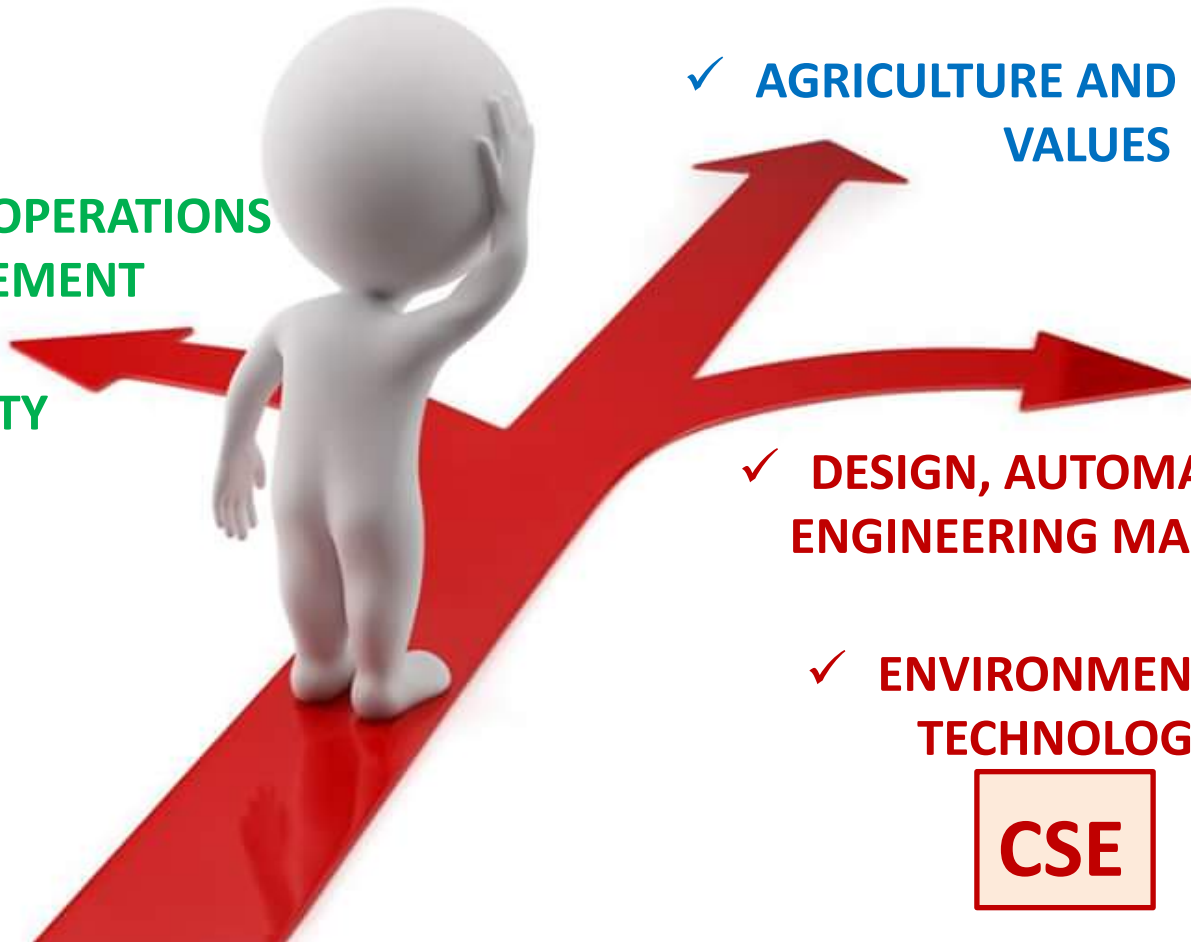 ✓ AGRICULTURE AND
VALUES
OPERATIONS
EMENT
TY
✓ DESIGN, AUTOMA
ENGINEERING MA
✓ ENVIRONMEN
TECHNOLOG
CSE